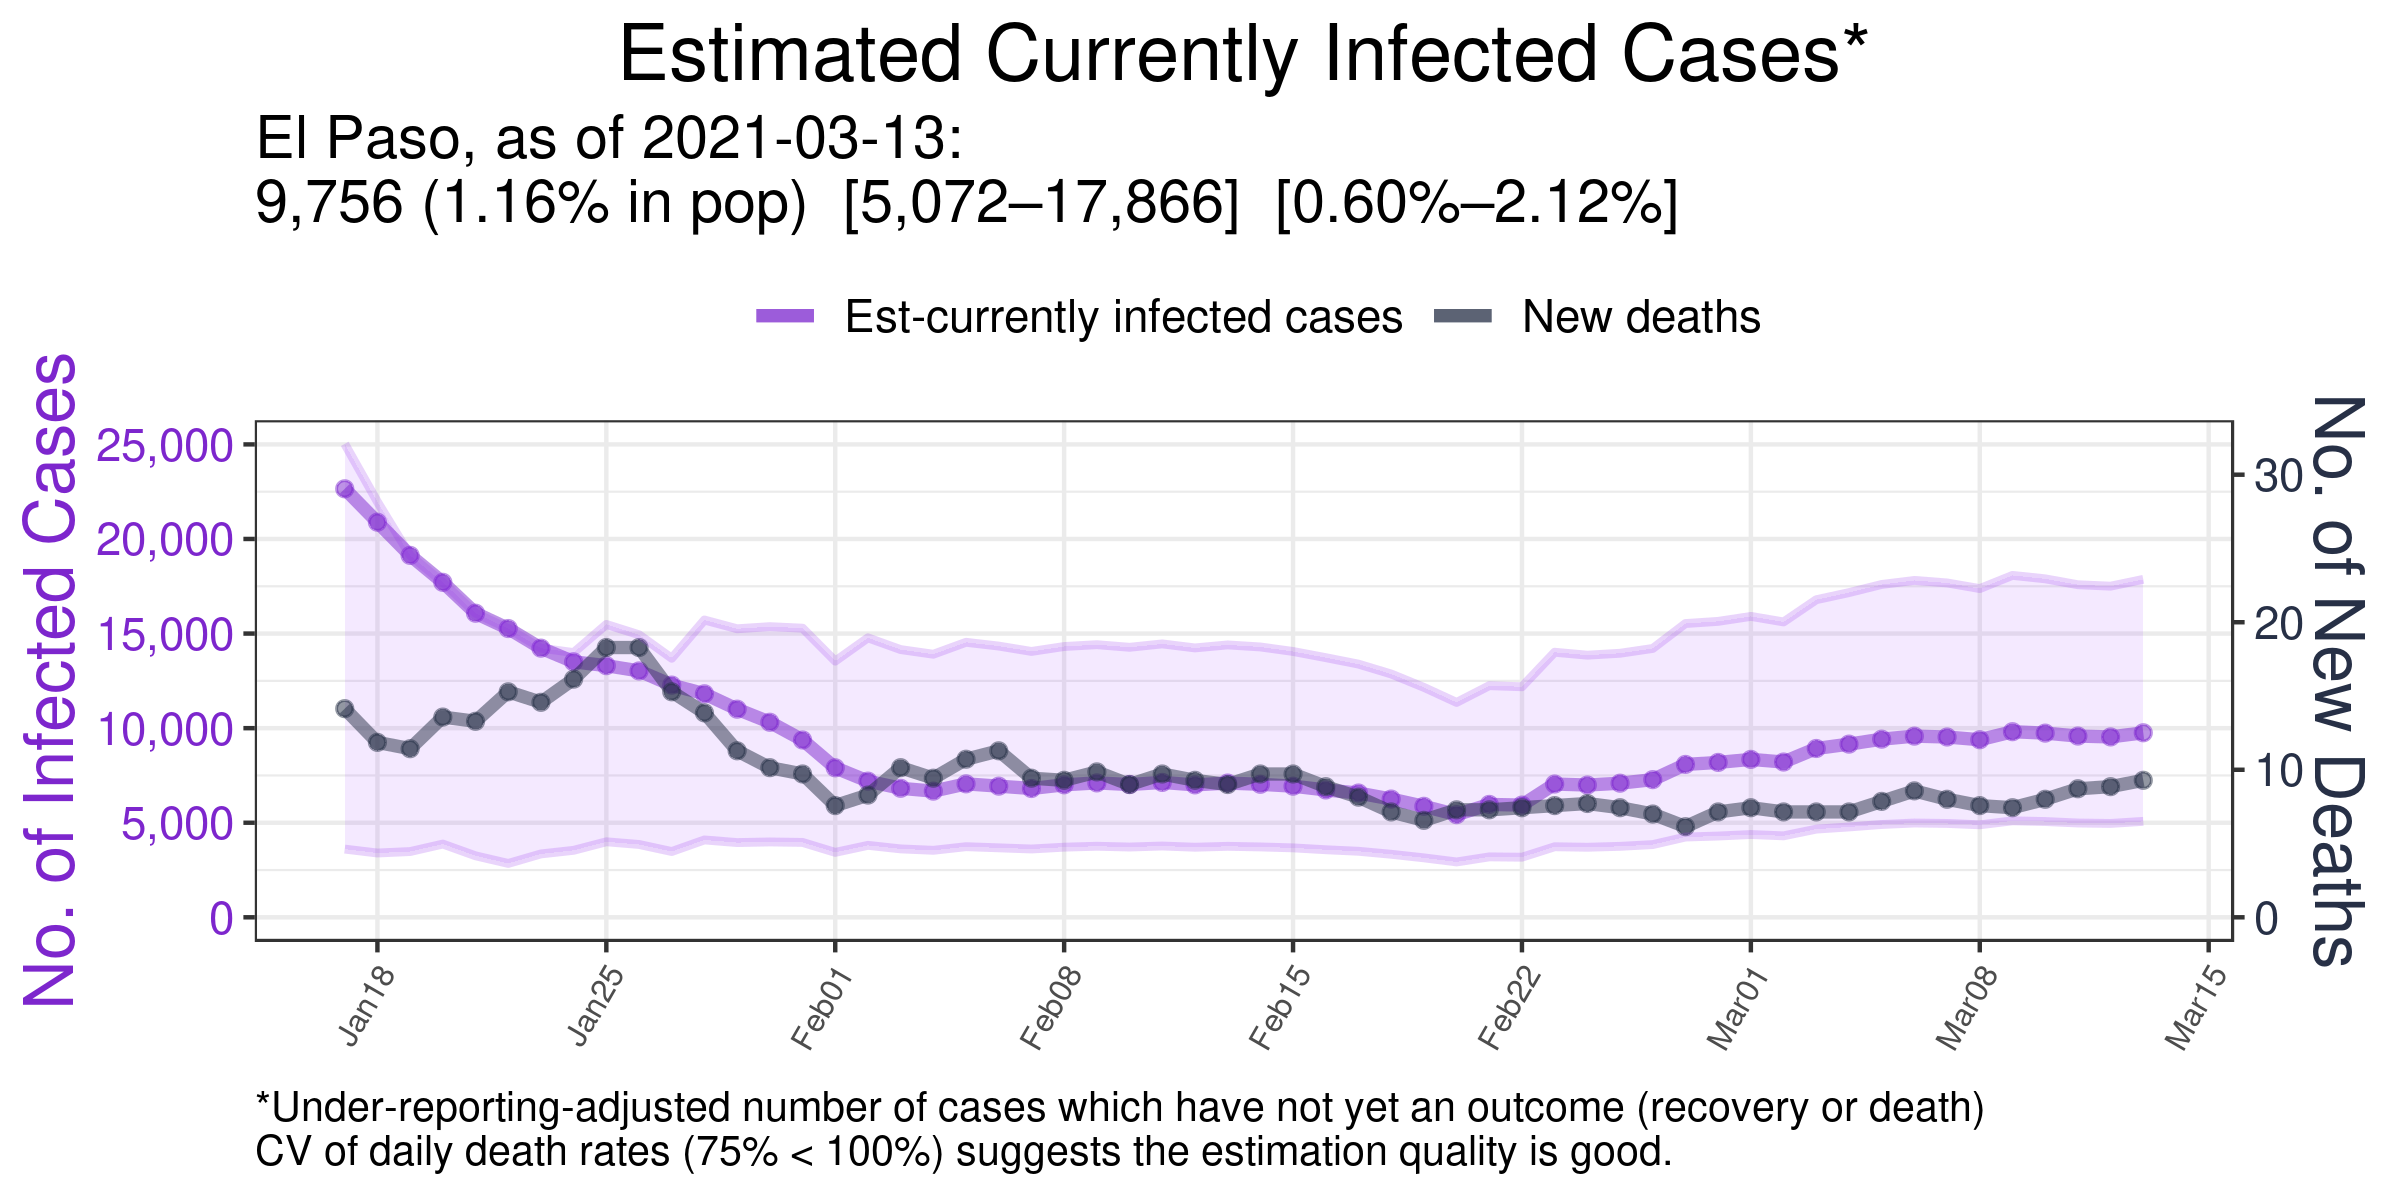 Estimated Currently Infected Cases*
El Paso, as of 2021-03-13:
9,756 (1.16% in pop)  [5,072–17,866]  [0.60%–2.12%]
Est-currently infected cases
New deaths
No. of Infected Cases
25,000
20,000
15,000
10,000
5,000
0
30
20
10
0
No. of New Deaths
Jan18
Jan25
Feb01
Feb08
Feb15
Feb22
Mar01
Mar08
Mar15
*Under-reporting-adjusted number of cases which have not yet an outcome (recovery or death)
CV of daily death rates (75% < 100%) suggests the estimation quality is good.